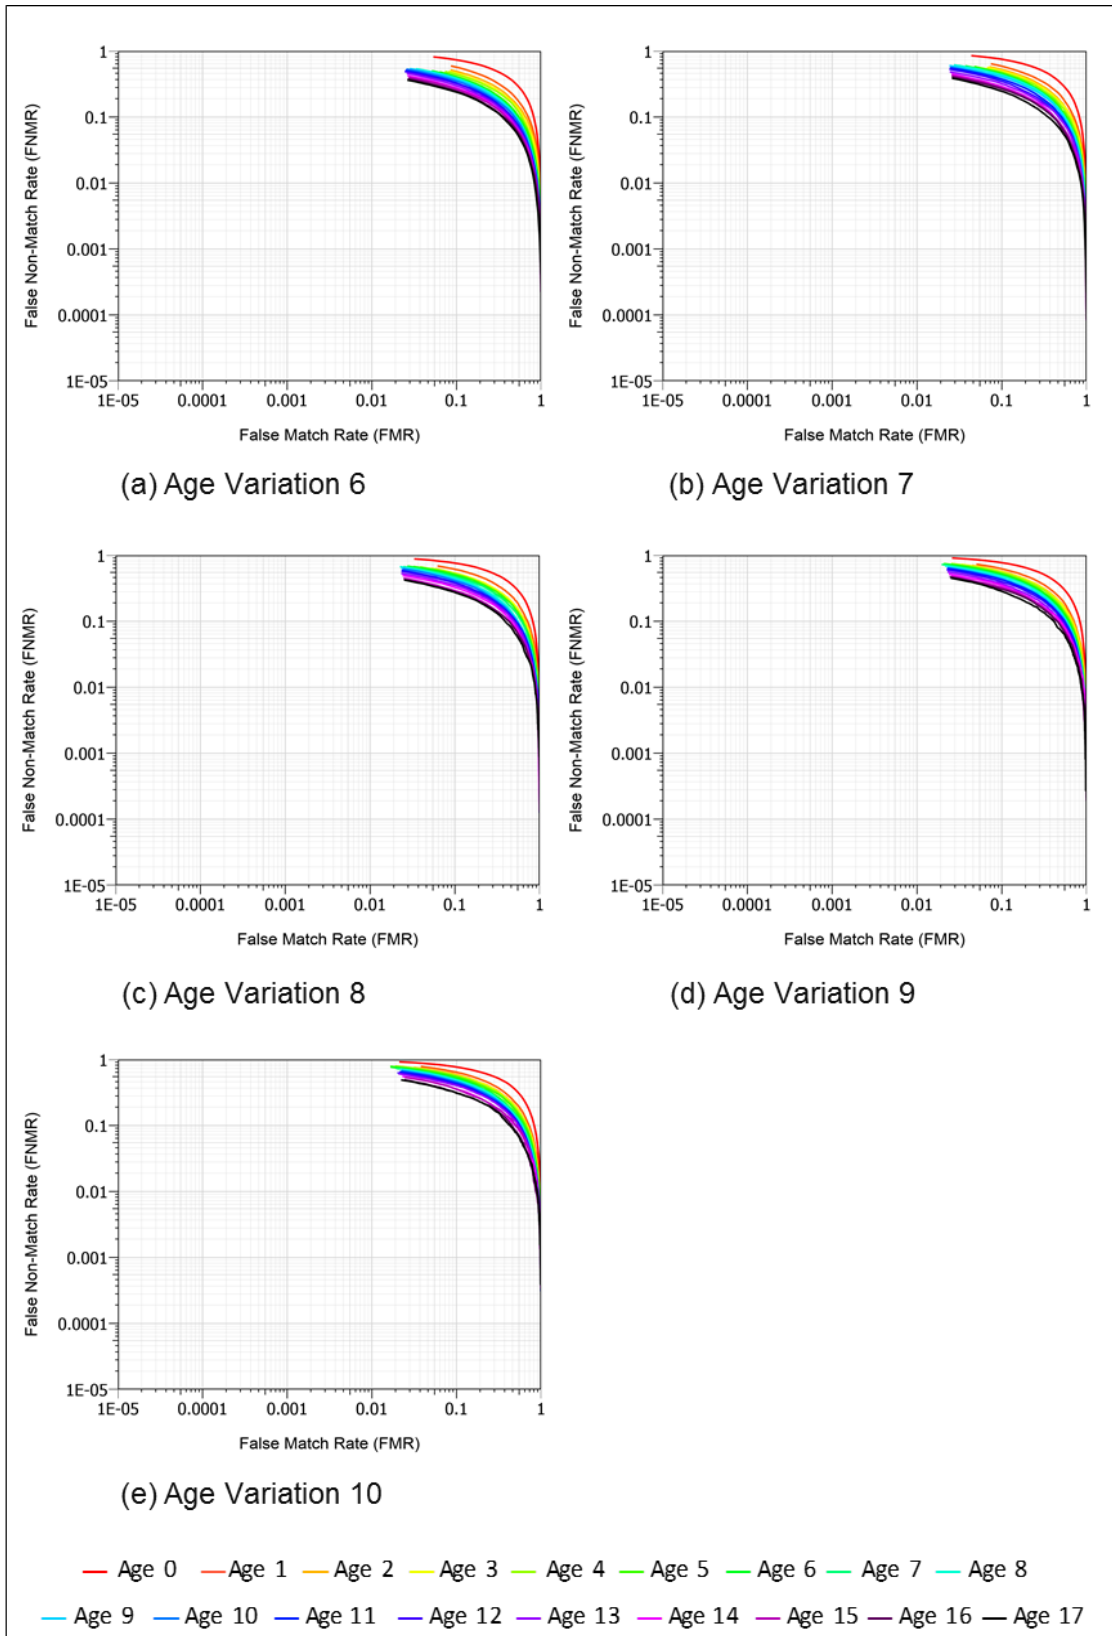 1
0.1
0.01
0.001
0.0001
1E-05
False Non-Match Rate (FNMR)
1E-05 0.0001 0.001 0.01 0.1 1
False Match Rate (FMR)
(a) Age Variation 6
1
0.1
0.01
0.001
0.0001
1E-05
False Non-Match Rate (FNMR)
1E-05 0.0001 0.001 0.01 0.1 1
False Match Rate (FMR)
(b) Age Variation 7
1
0.1
0.01
0.001
0.0001
1E-05
False Non-Match Rate (FNMR)
1E-05 0.0001 0.001 0.01 0.1 1
False Match Rate (FMR)
(c) Age Variation 8
1
0.1
0.01
0.001
0.0001
1E-05
False Non-Match Rate (FNMR)
1E-05 0.0001 0.001 0.01 0.1 1
False Match Rate (FMR)
(d) Age Variation 9
1
0.1
0.01
0.001
0.0001
1E-05
False Non-Match Rate (FNMR)
1E-05 0.0001 0.001 0.01 0.1 1
False Match Rate (FMR)
(e) Age Variation 10
Age 0 Age 1 Age 2 Age 3 Age 4 Age 5 Age 6 Age 7 Age 8
Age 9 Age 10 Age 11 Age 12 Age 13 Age 14 Age 15 Age 16 Age 17